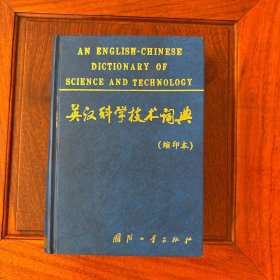 AN ENGLISH-CHINESE
DICTIONARY OF
SCIENCE AND TECHNOLOGY
英汉科学技术词典
(缩印本)
国防工业出版社